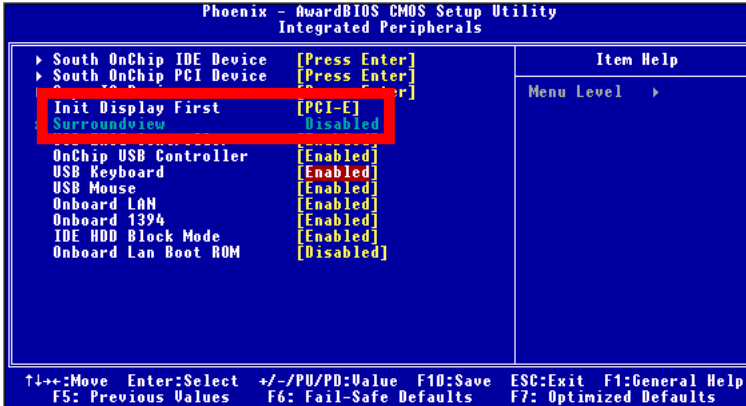 Phoenix - AwardBIOS CMOS Setup Utility
Integrated Peripherals
▸ South OnChip IDE Device [Press Enter]
▸ South OnChip PCI Device [Press Enter]
Init Display First [PCI-E]
Surroundview Disabled
OnChip USB Controller [Enabled]
USB Keyboard [Enabled]
USB Mouse [Enabled]
Onboard LAN [Enabled]
Onboard 1394 [Enabled]
IDE HDD Block Mode [Enabled]
Onboard Lan Boot ROM [Disabled]
Item Help
Menu Level ▸
↑↓→←:Move Enter:Select +/-/PU/PD:Value F10:Save ESC:Exit F1:General Help
F5: Previous Values F6: Fail-Safe Defaults F7: Optimized Defaults